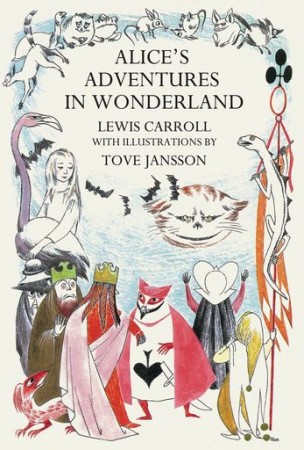 ALICE'S
ADVENTURES
IN WONDERLAND
LEWIS CARROLL
WITH ILLUSTRATIONS BY
TOVE JANSSON